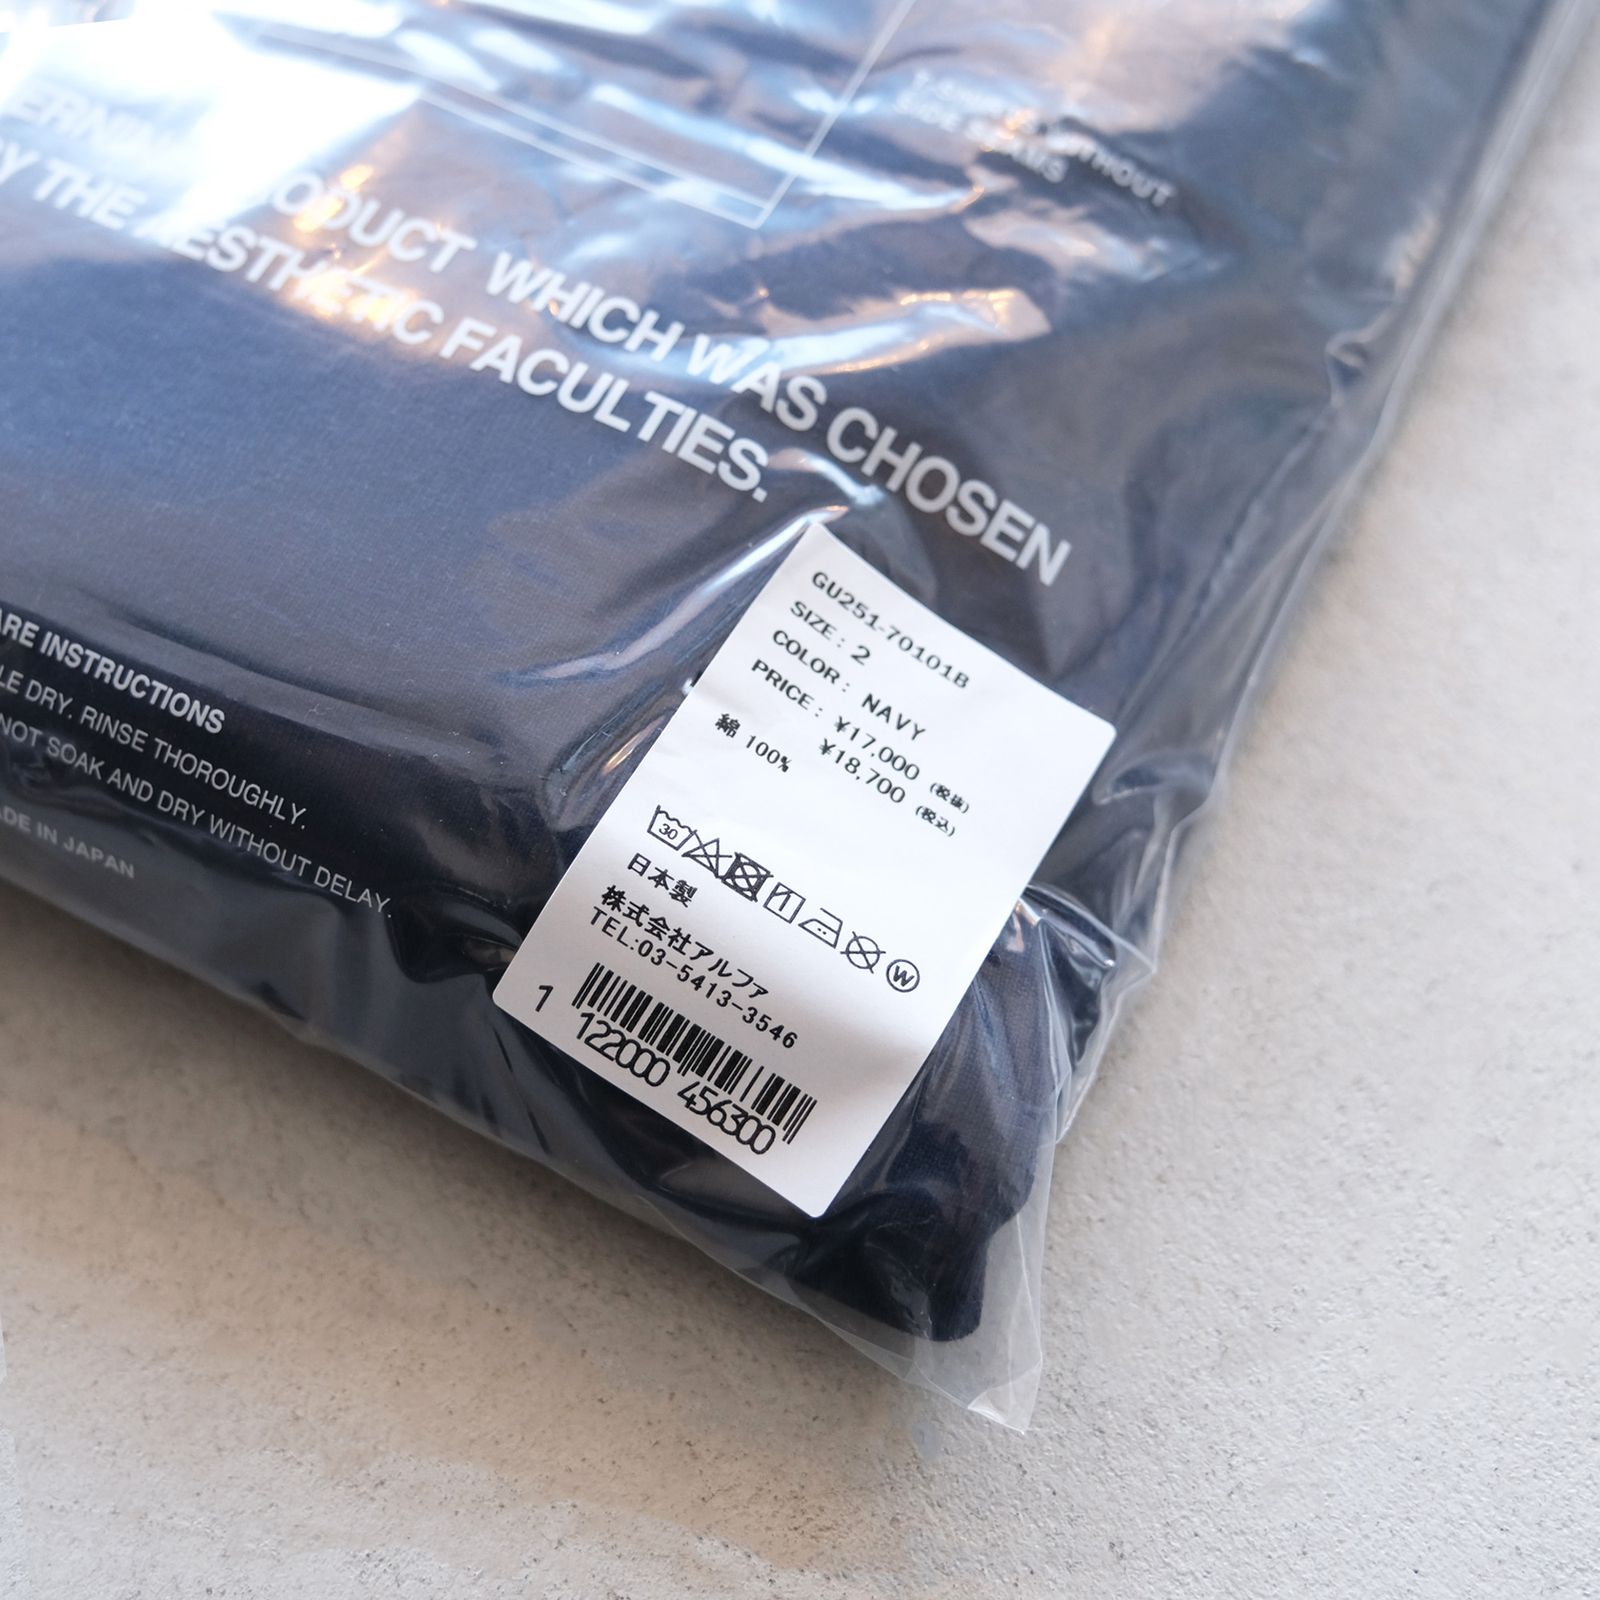 T-SHIRTS WITHOUT
SIDE SEAMS
PRODUCT WHICH WAS CHOSEN
BY THE AESTHETIC FACULTIES.
ARE INSTRUCTIONS
LE DRY. RINSE THOROUGHLY.
NOT SOAK AND DRY WITHOUT DELAY.
ADE IN JAPAN
GU251-70101B
SIZE: 2
COLOR: NAVY
PRICE: ¥17,000 (税抜)
¥18,700 (税込)
綿 100%
30
W
日本製
株式会社アルファ
TEL:03-5413-3546
1 122000 456300